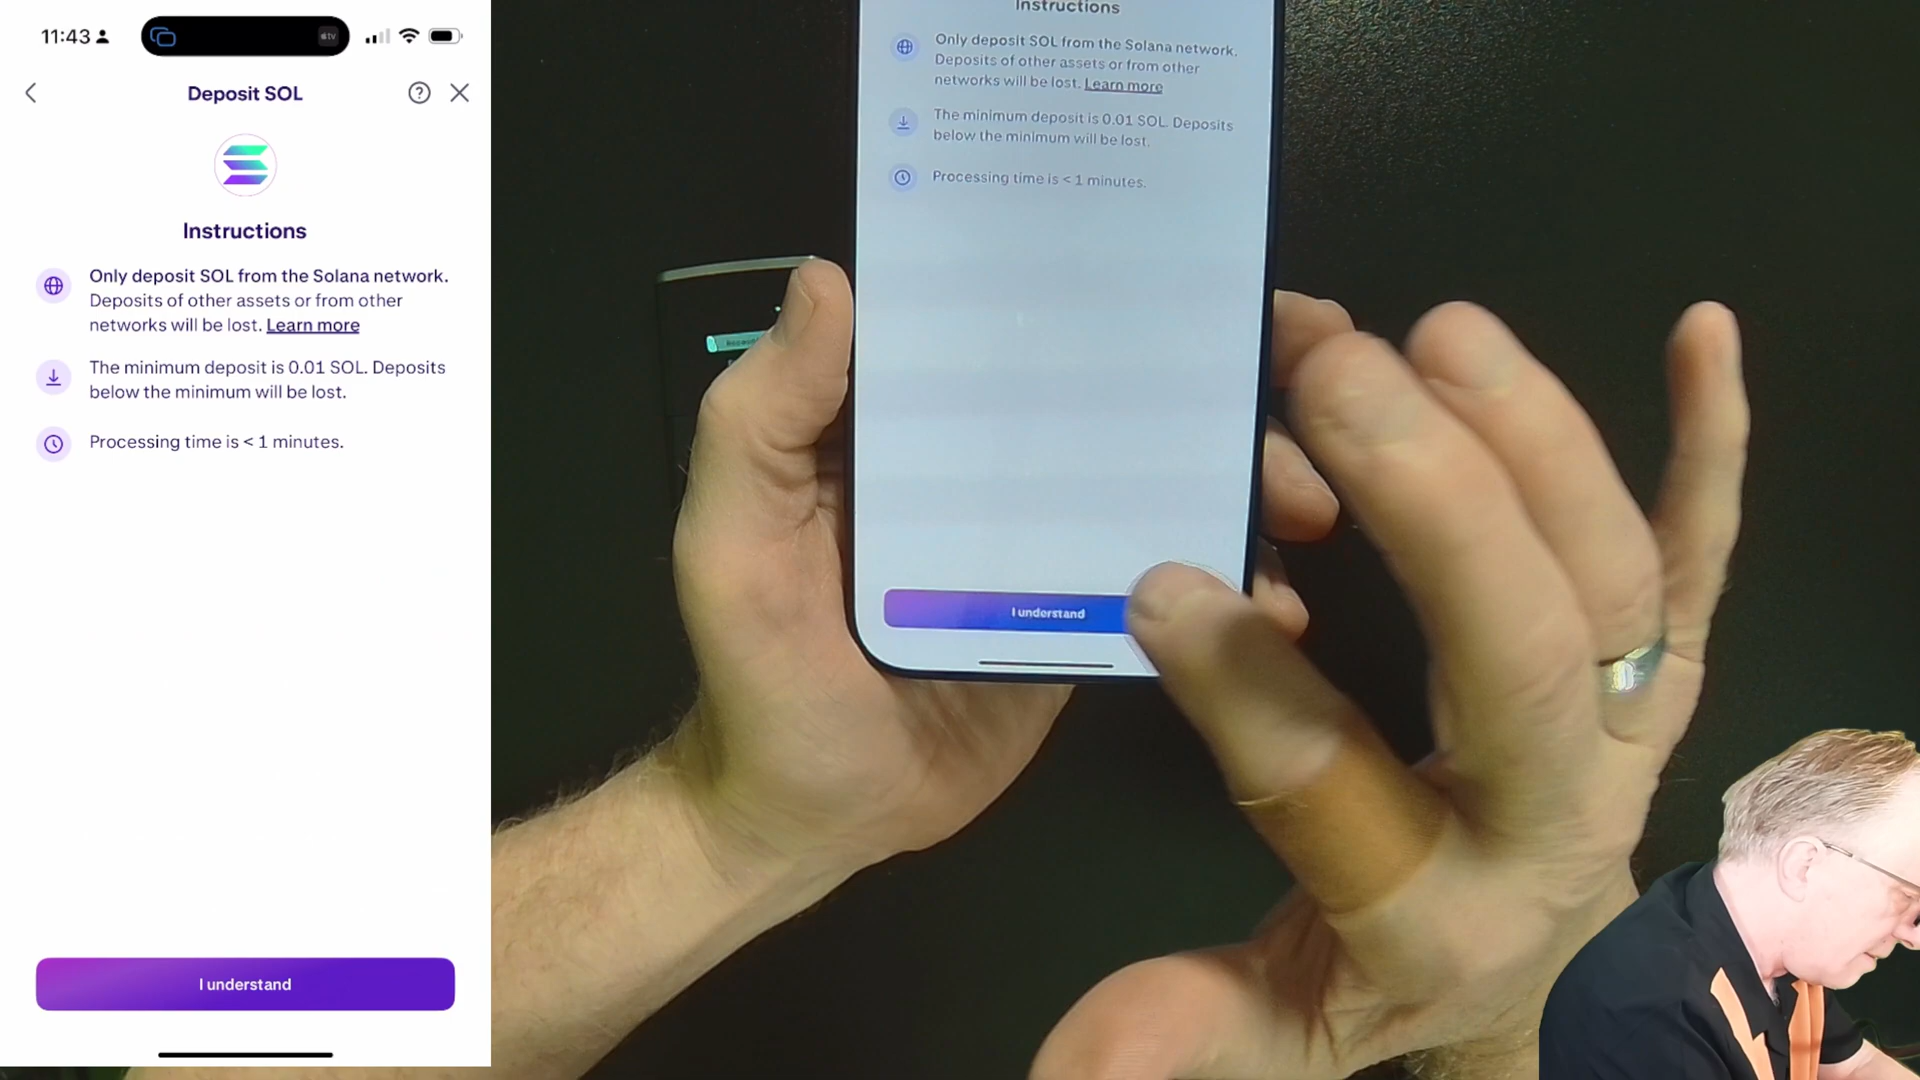 11:43
tv
Deposit SOL
Instructions
Only deposit SOL from the Solana network.
Deposits of other assets or from other
networks will be lost. Learn more
The minimum deposit is 0.01 SOL. Deposits
below the minimum will be lost.
Processing time is < 1 minutes.
I understand
Instructions
Only deposit SOL from the Solana network.
Deposits of other assets or from other
networks will be lost. Learn more
The minimum deposit is 0.01 SOL. Deposits
below the minimum will be lost.
Processing time is < 1 minutes.
I understand